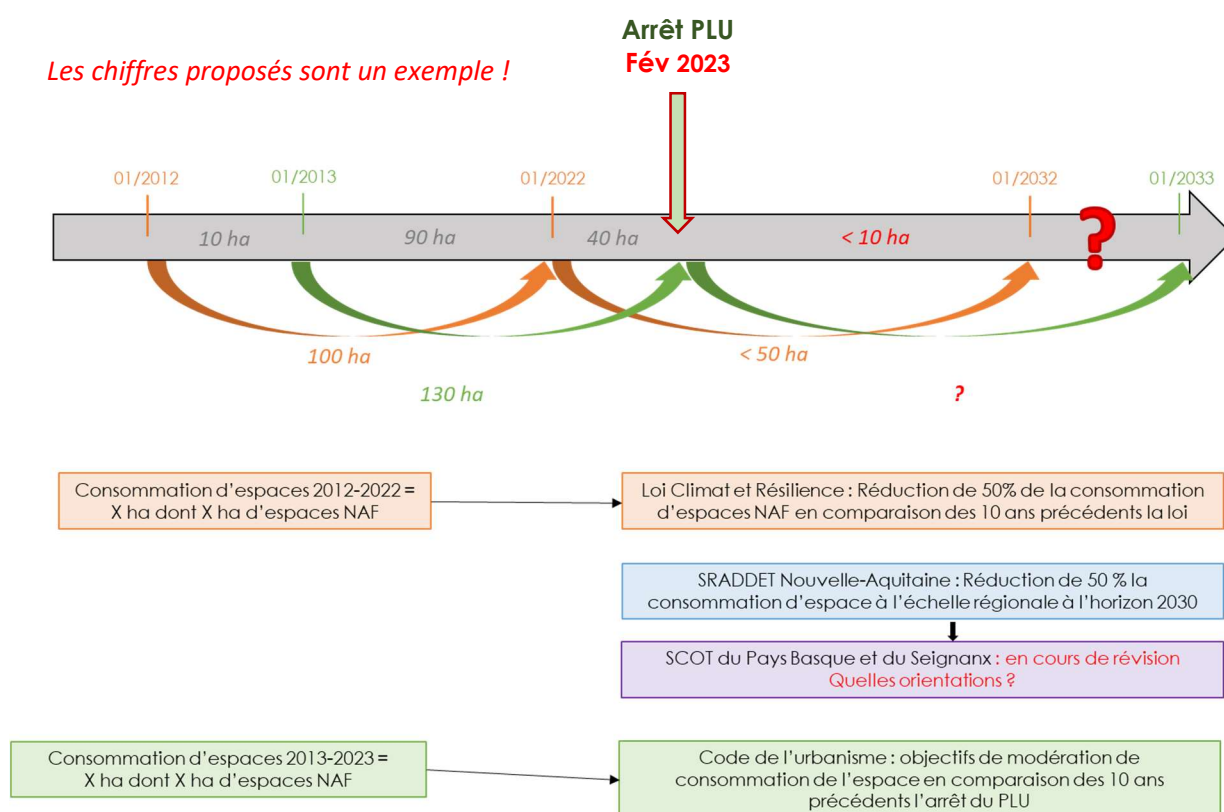 Arrêt PLU
Fév 2023
Les chiffres proposés sont un exemple !
01/2012
01/2013
01/2022
01/2032
01/2033
10 ha
90 ha
40 ha
< 10 ha
?
100 ha
< 50 ha
130 ha
?
Consommation d'espaces 2012-2022 =
X ha dont X ha d'espaces NAF
Loi Climat et Résilience : Réduction de 50% de la consommation
d'espaces NAF en comparaison des 10 ans précédents la loi
SRADDET Nouvelle-Aquitaine : Réduction de 50 % la
consommation d'espace à l'échelle régionale à l'horizon 2030
SCOT du Pays Basque et du Seignanx : en cours de révision
Quelles orientations ?
Consommation d'espaces 2013-2023 =
X ha dont X ha d'espaces NAF
Code de l'urbanisme : objectifs de modération de
consommation de l'espace en comparaison des 10 ans
précédents l'arrêt du PLU